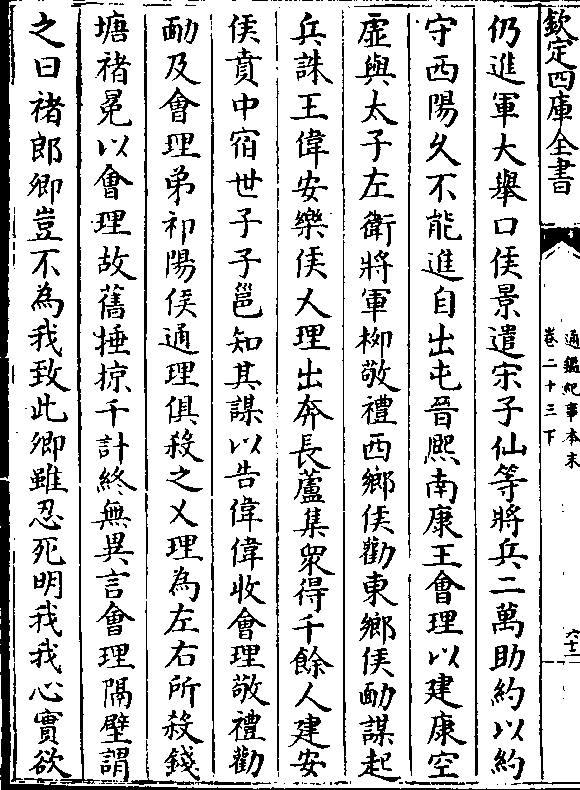 欽定四庫全書
通鑑紀事本末
卷二十三下
六十二
仍進軍大舉口侯景遣宋子仙等將兵二萬助約以約
守西陽久不能進自出屯晉熙南康王會理以建康空
虛與太子左衛將軍柳敬禮西鄉侯勸東鄉侯勔謀起
兵誅王偉安樂侯乂理出奔長蘆集衆得千餘人建安
侯賁中宿世子子邕知其謀以告偉偉收會理敬禮勸
勔及會理弟祁陽侯通理俱殺之乂理為左右所殺錢
塘褚冕以會理故舊捶掠千計終無異言會理隔壁謂
之曰褚郎卿豈不為我致此卿雖忍死明我我心實欲